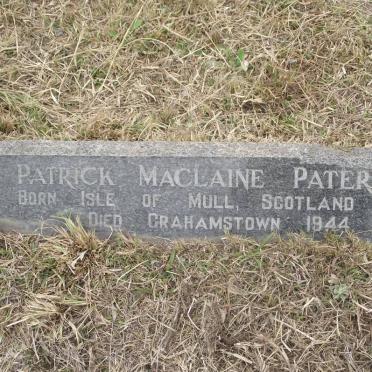 PATRICK MACLAINE PATER
BORN ISLE OF MULL, SCOTLAND
DIED GRAHAMSTOWN 1944